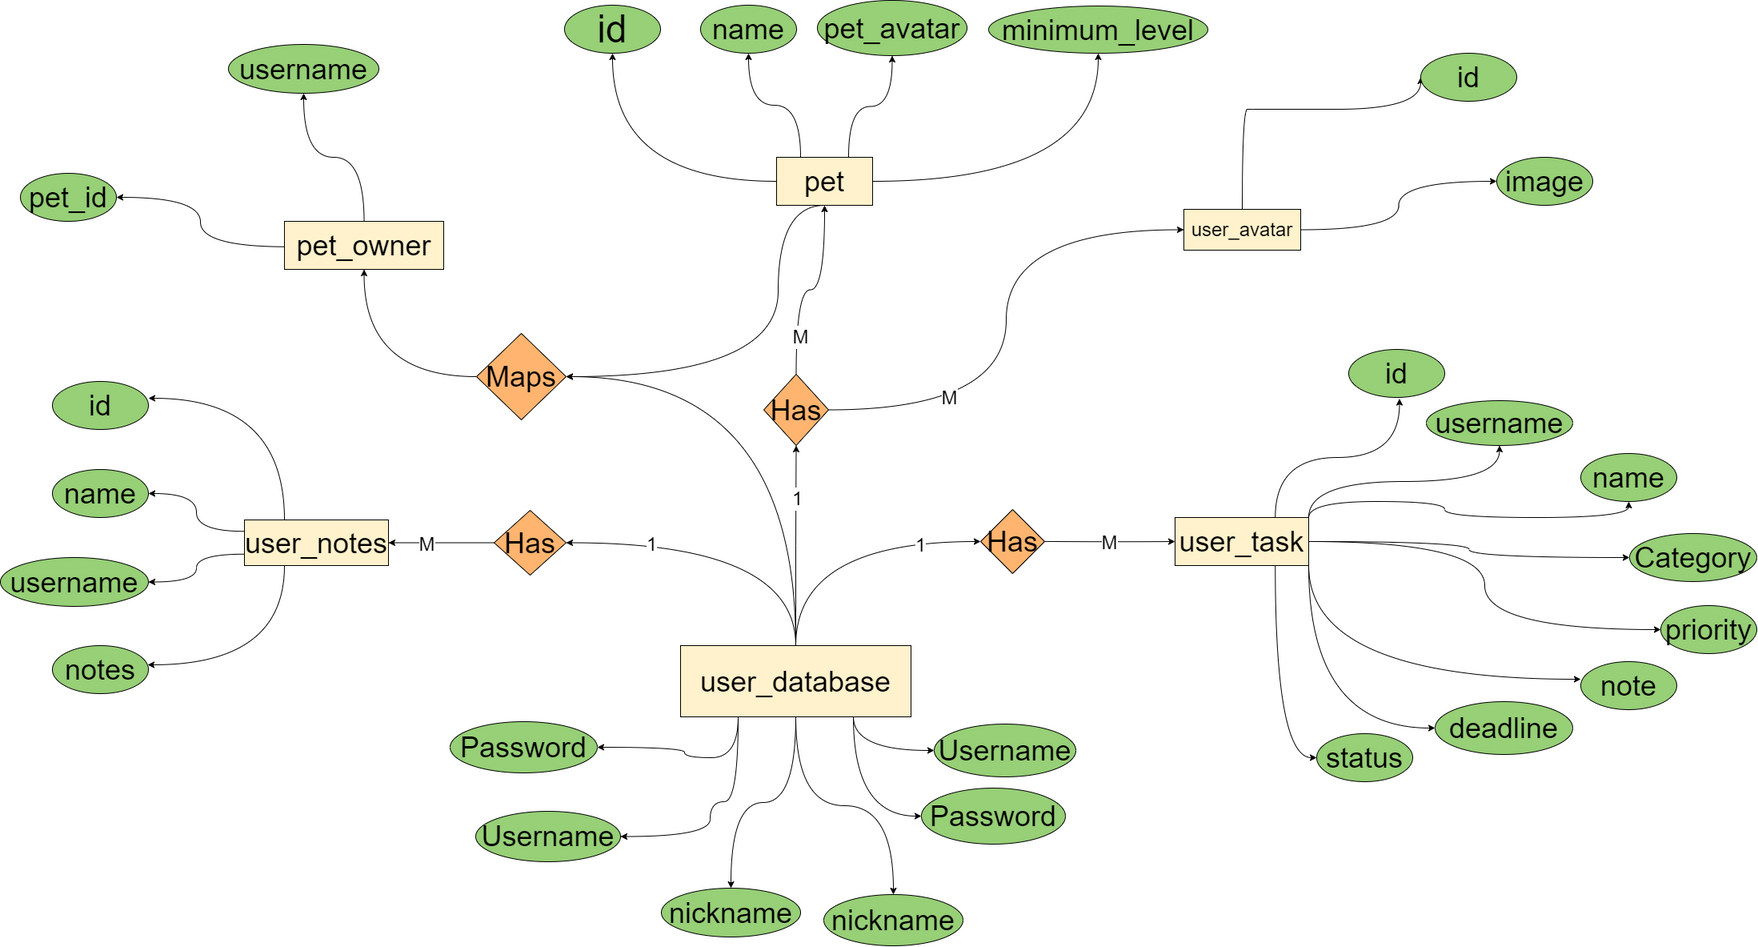 id
name
pet_avatar
minimum_level
username
id
pet_id
pet
image
pet_owner
user_avatar
M
Maps
Has
M
id
id
username
name
name
1
user_notes
M
Has
1
1
Has
M
user_task
Category
username
priority
notes
user_database
note
Password
Username
deadline
status
Username
Password
nickname
nickname